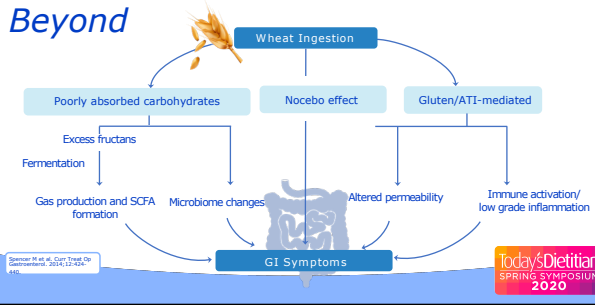 Beyond
Wheat Ingestion
Poorly absorbed carbohydrates
Nocebo effect
Gluten/ATI-mediated
Excess fructans
Fermentation
Gas production and SCFA
formation
Microbiome changes
Altered permeability
Immune activation/
low grade inflammation
GI Symptoms
Spencer M et al. Curr Treat Op
Gastroenterol. 2014;12:424-
440.
Today'sDietitian
SPRING SYMPOSIUM
2020